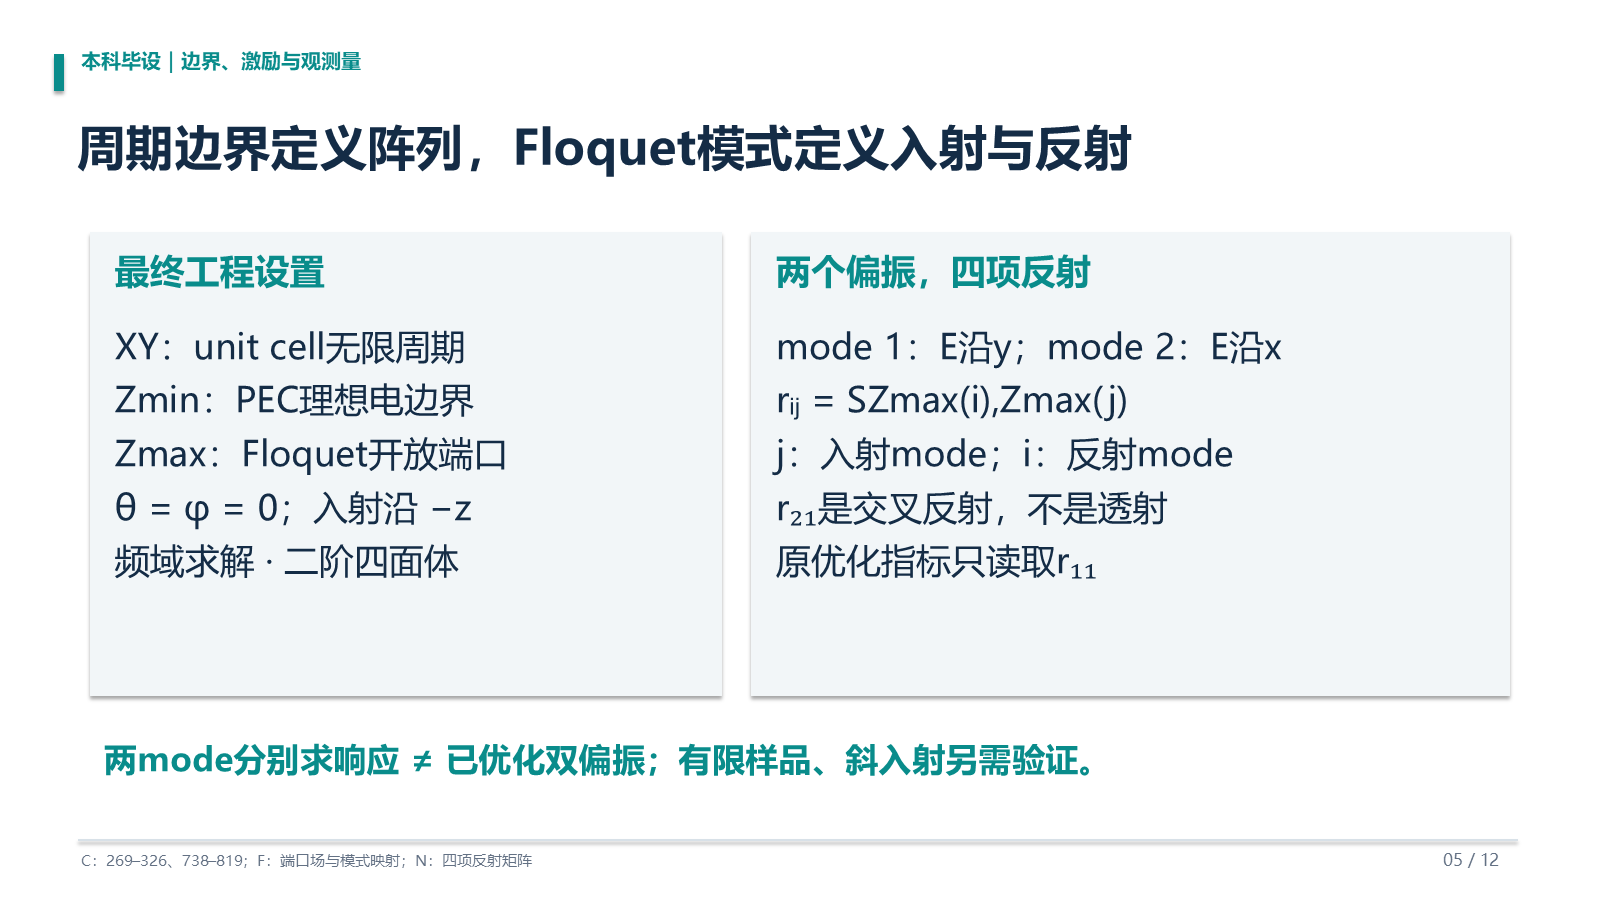 本科毕设｜边界、激励与观测量
周期边界定义阵列，Floquet模式定义入射与反射
最终工程设置
XY：unit cell无限周期
Zmin：PEC理想电边界
Zmax：Floquet开放端口
θ = φ = 0；入射沿 −z
频域求解 · 二阶四面体
两个偏振，四项反射
mode 1：E沿y；mode 2：E沿x
rᵢⱼ = SZmax(i),Zmax(j)
j：入射mode；i：反射mode
r₂₁是交叉反射，不是透射
原优化指标只读取r₁₁
两mode分别求响应 ≠ 已优化双偏振；有限样品、斜入射另需验证。
C：269–326、738–819；F：端口场与模式映射；N：四项反射矩阵
05 / 12